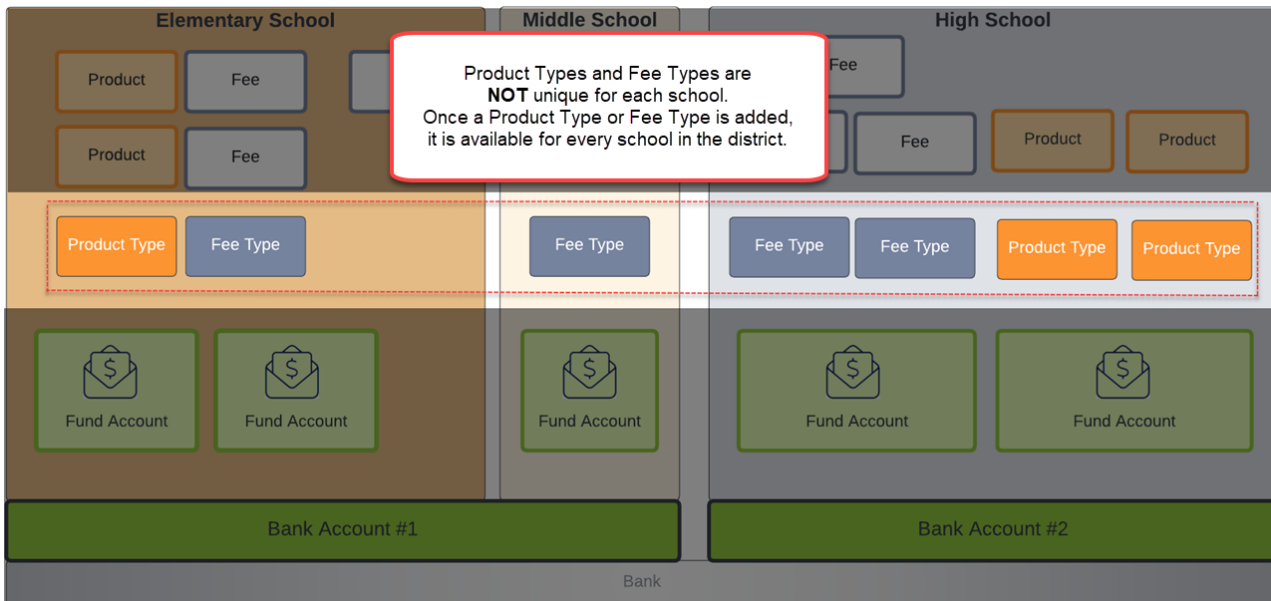 Elementary School
Middle School
High School
Product Types and Fee Types are
NOT unique for each school.
Once a Product Type or Fee Type is added,
it is available for every school in the district.
Product
Fee
Fee
Product
Fee
Fee
Product
Product
Product Type
Fee Type
Fee Type
Fee Type
Fee Type
Product Type
Product Type
Fund Account
Fund Account
Fund Account
Fund Account
Fund Account
Bank Account #1
Bank Account #2
Bank